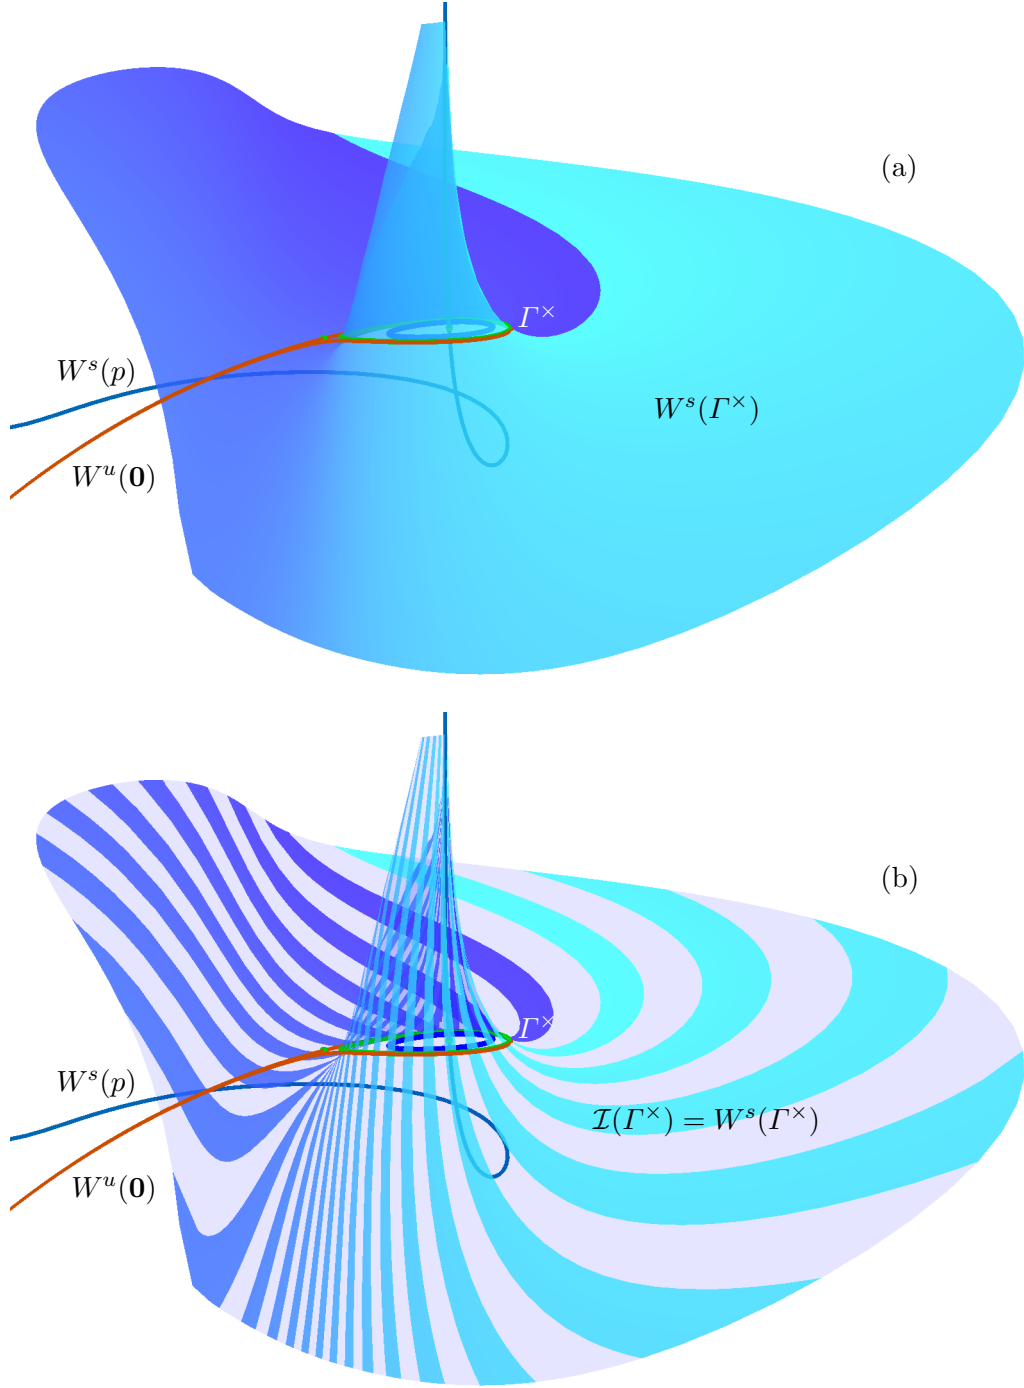 (a)
Γ×
W^s(p)
W^s(Γ×)
W^u(0)
(b)
Γ×
W^s(p)
I(Γ×) = W^s(Γ×)
W^u(0)